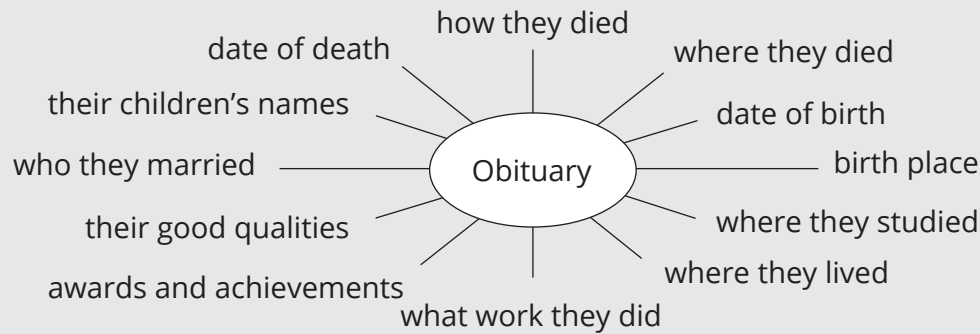 how they died
date of death
where they died
their children's names
date of birth
who they married
Obituary
birth place
their good qualities
where they studied
awards and achievements
where they lived
what work they did